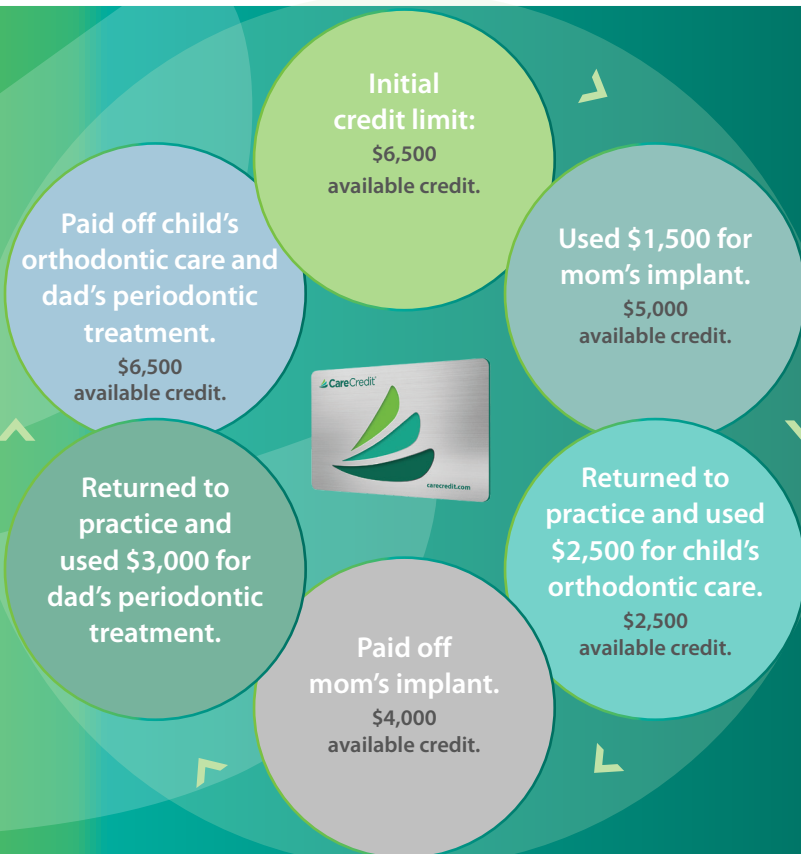 Initial
credit limit:
$6,500
available credit.
Used $1,500 for
mom's implant.
$5,000
available credit.
Returned to
practice and used
$2,500 for child's
orthodontic care.
$2,500
available credit.
Paid off
mom's implant.
$4,000
available credit.
Returned to
practice and
used $3,000 for
dad's periodontic
treatment.
Paid off child's
orthodontic care and
dad's periodontic
treatment.
$6,500
available credit.
CareCredit
carecredit.com